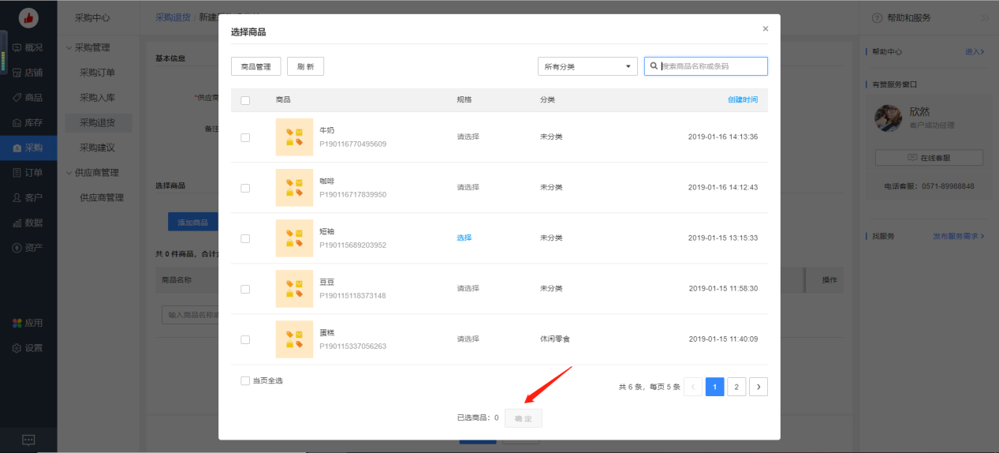 概况
店铺
商品
库存
采购
订单
客户
数据
资产
应用
设置
采购中心
采购管理
采购订单
采购入库
采购退货
采购建议
供应商管理
供应商管理
采购退货 / 新建
基本信息
*供应商
备注
选择商品
添加商品
共 0 件商品，合计
商品名称
操作
输入商品名称
选择商品
×
商品管理
刷 新
所有分类
搜索商品名称或条码
商品 规格 分类 创建时间
牛奶
P190116770495609
请选择
未分类
2019-01-16 14:13:36
咖啡
P190116717839950
请选择
未分类
2019-01-16 14:12:43
短袖
P190115689203952
选择
未分类
2019-01-15 13:15:33
豆豆
P190115118373148
请选择
未分类
2019-01-15 11:58:30
蛋糕
P190115337056263
请选择
休闲零食
2019-01-15 11:40:09
当页全选
共 6 条，每页 5 条
1
2
已选商品：0
确 定
帮助和服务
帮助中心
进入
有赞服务窗口
欣然
客户成功经理
在线客服
电话客服：0571-89988848
找服务
发布服务需求